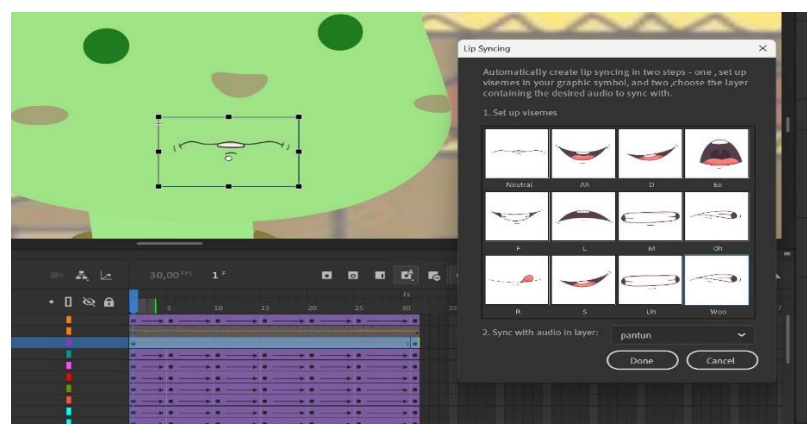 Lip Syncing
Automatically create lip syncing in two steps - one , set up
visemes in your graphic symbol, and two ,choose the layer
containing the desired audio to sync with.
1. Set up visemes
Neutral Ah D Ee
F L M Oh
R S Uh Woo
2. Sync with audio in layer: pantun
Done Cancel
30,00 FPS 1 F
1s
5 10 15 20 25 30